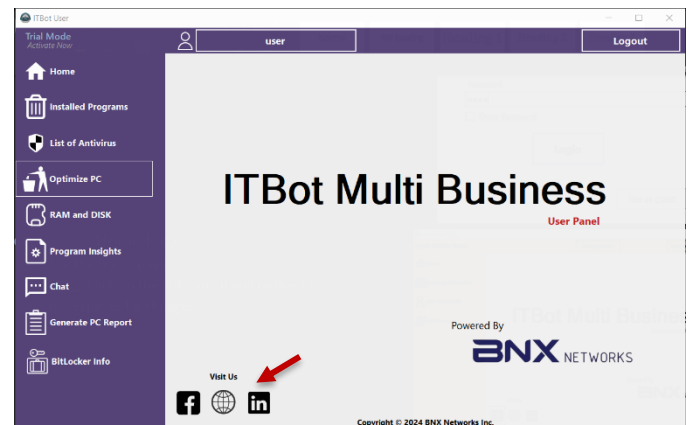 ITBot User
Trial Mode
Activate Now
user
Logout
Home
Installed Programs
List of Antivirus
Optimize PC
RAM and DISK
Program Insights
Chat
Generate PC Report
BitLocker Info
ITBot Multi Business
User Panel
Powered By
BNX NETWORKS
Visit Us
f
in
Copyright © 2024 BNX Networks Inc.